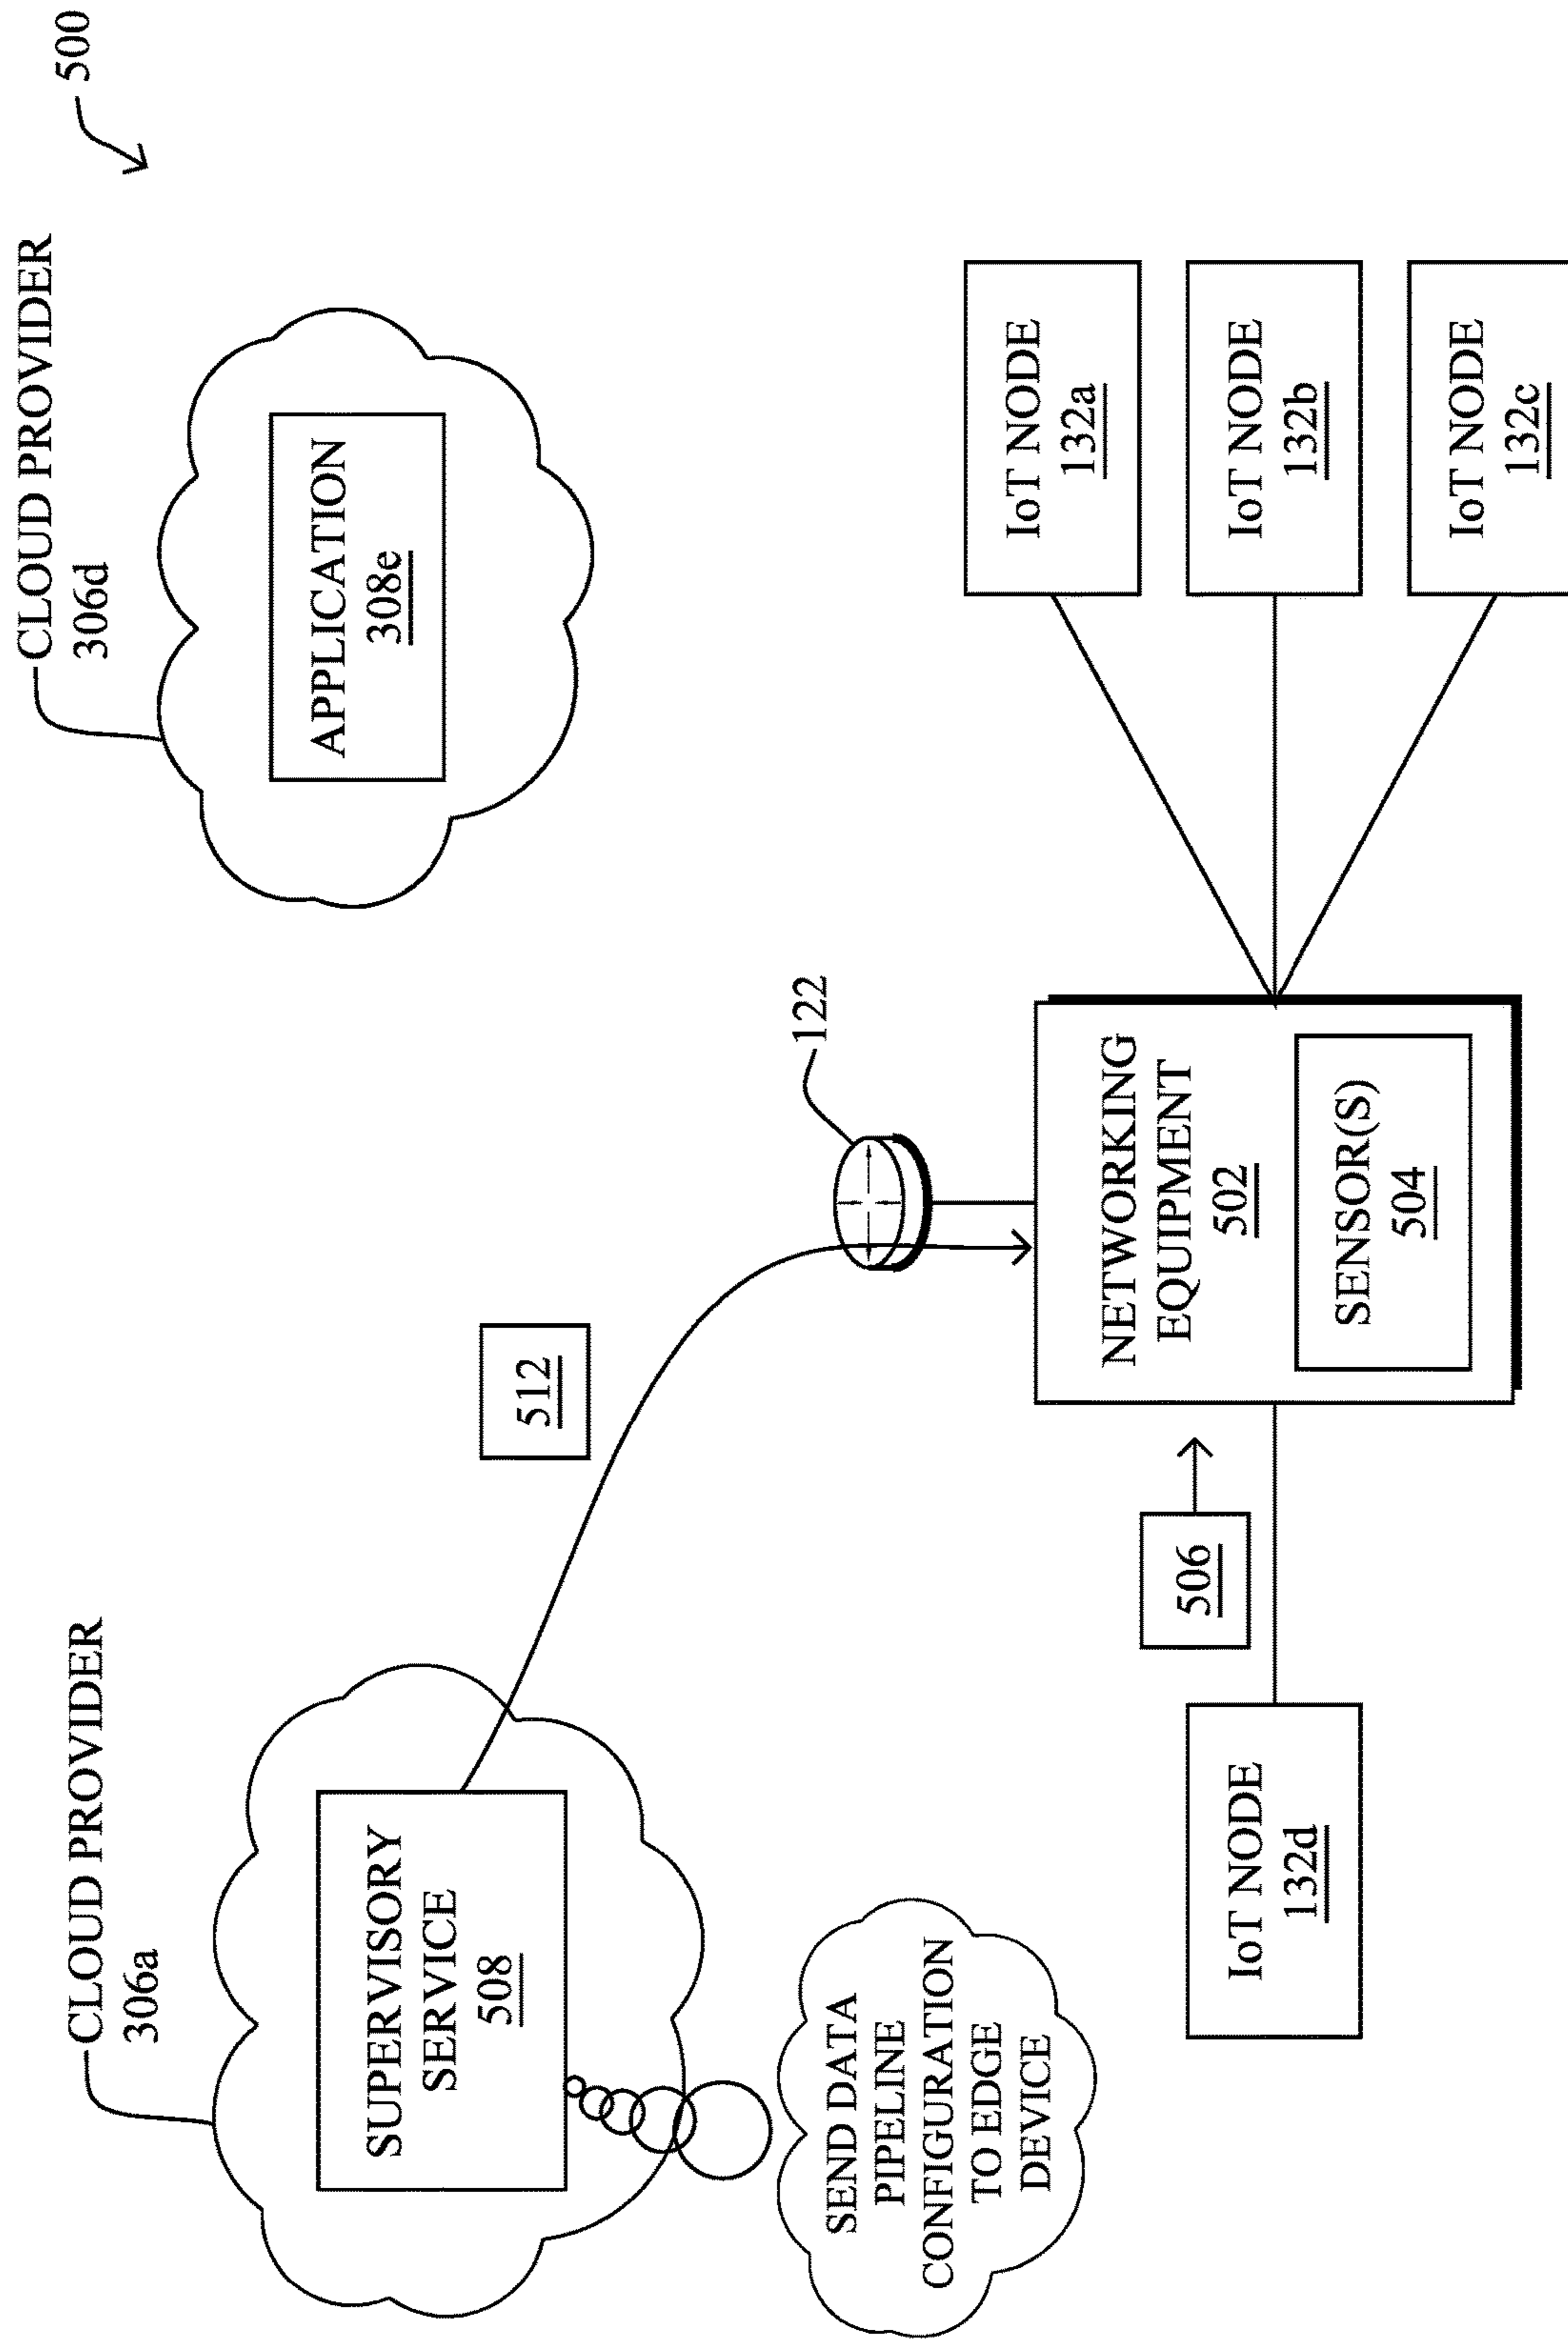 500
CLOUD PROVIDER
306a
CLOUD PROVIDER
306d
SUPERVISORY
SERVICE
508
APPLICATION
308e
512
122
SEND DATA
PIPELINE
CONFIGURATION
TO EDGE
DEVICE
IoT NODE
132d
506
NETWORKING
EQUIPMENT
502
SENSOR(S)
504
IoT NODE
132a
IoT NODE
132b
IoT NODE
132c